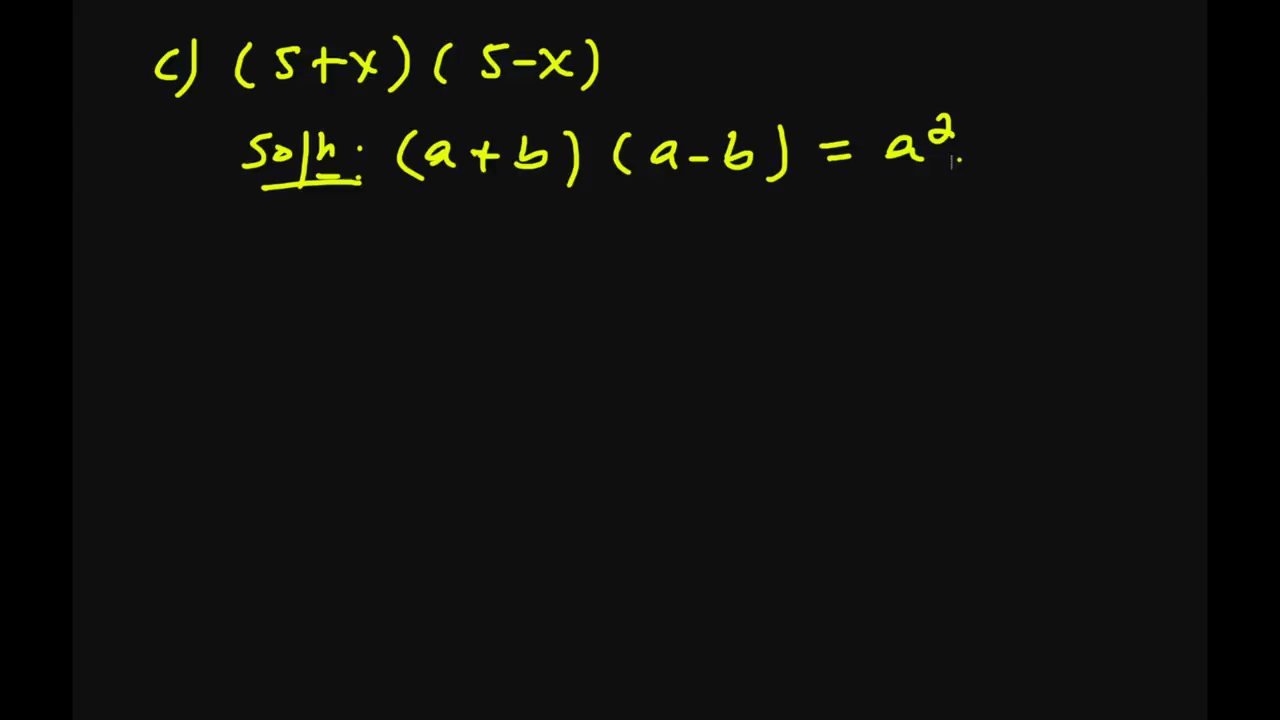 c) (5+x)(5-x)
Soln: (a+b)(a-b) = a²